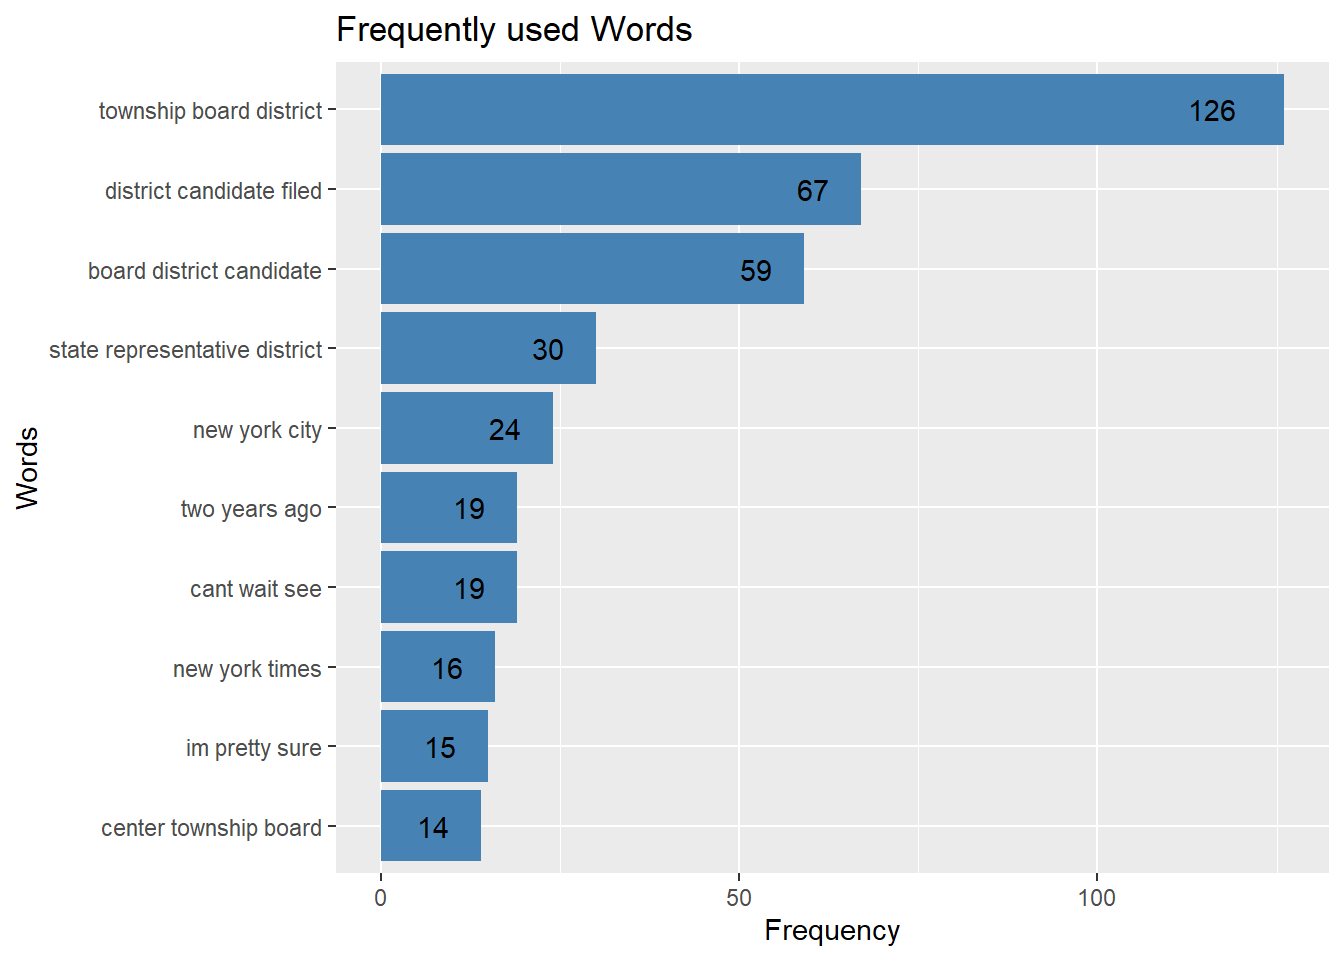 Frequently used Words
township board district
126
district candidate filed
67
board district candidate
59
state representative district
30
new york city
24
two years ago
19
cant wait see
19
new york times
16
im pretty sure
15
center township board
14
Words
0 50 100
Frequency